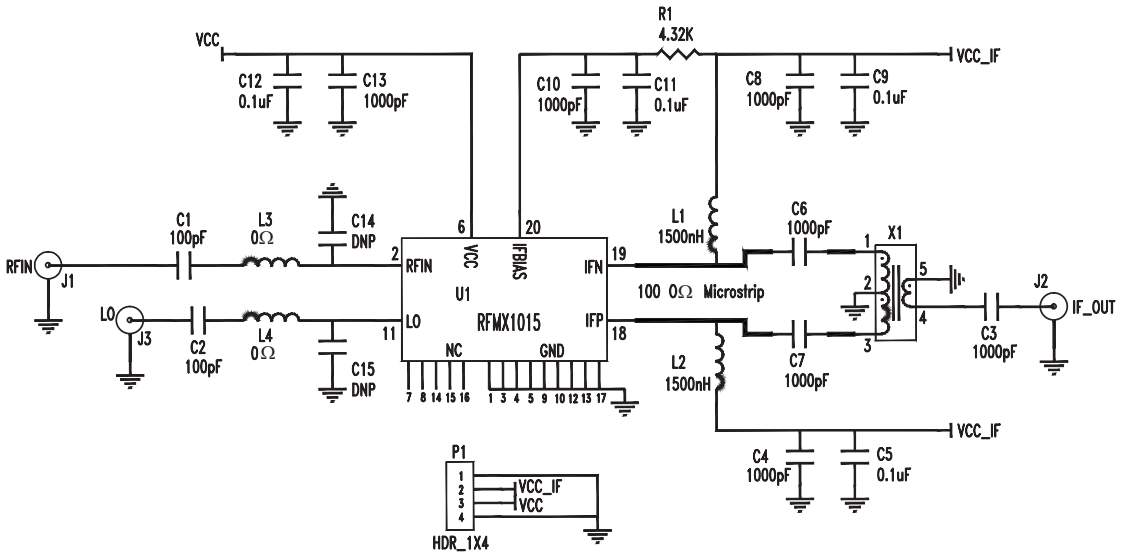 R1
4.32K
VCC
VCC_IF
C12
0.1uF
C13
1000pF
C10
1000pF
C11
0.1uF
C8
1000pF
C9
0.1uF
C1
100pF
L3
0Ω
C14
DNP
6
20
L1
1500nH
C6
1000pF
X1
RFIN
J1
2
RFIN
VCC
IFBIAS
IFN
19
1
2
3
5
4
U1
100 0Ω Microstrip
J2
IF_OUT
LO
J3
11
LO
RFMX1015
IFP
18
C3
1000pF
C2
100pF
L4
0Ω
C15
DNP
NC
GND
L2
1500nH
C7
1000pF
7 8 14 15 16 1 3 4 5 9 10 12 13 17
VCC_IF
C4
1000pF
C5
0.1uF
P1
1
2 VCC_IF
3 VCC
4
HDR_1X4